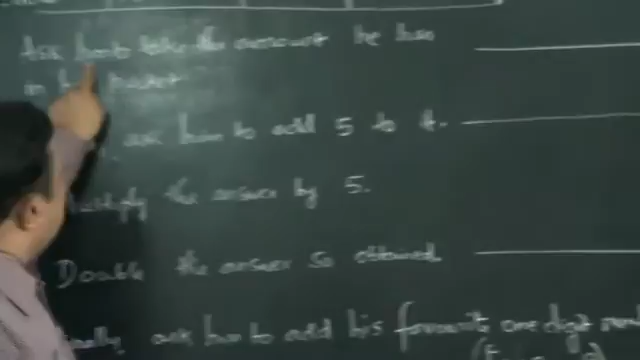 Ask him to take the amount he has
in his pocket
ask him to add 5 to it.
Multiply the answer by 5.
Double the answer so obtained
Finally, ask him to add his favourite one digit